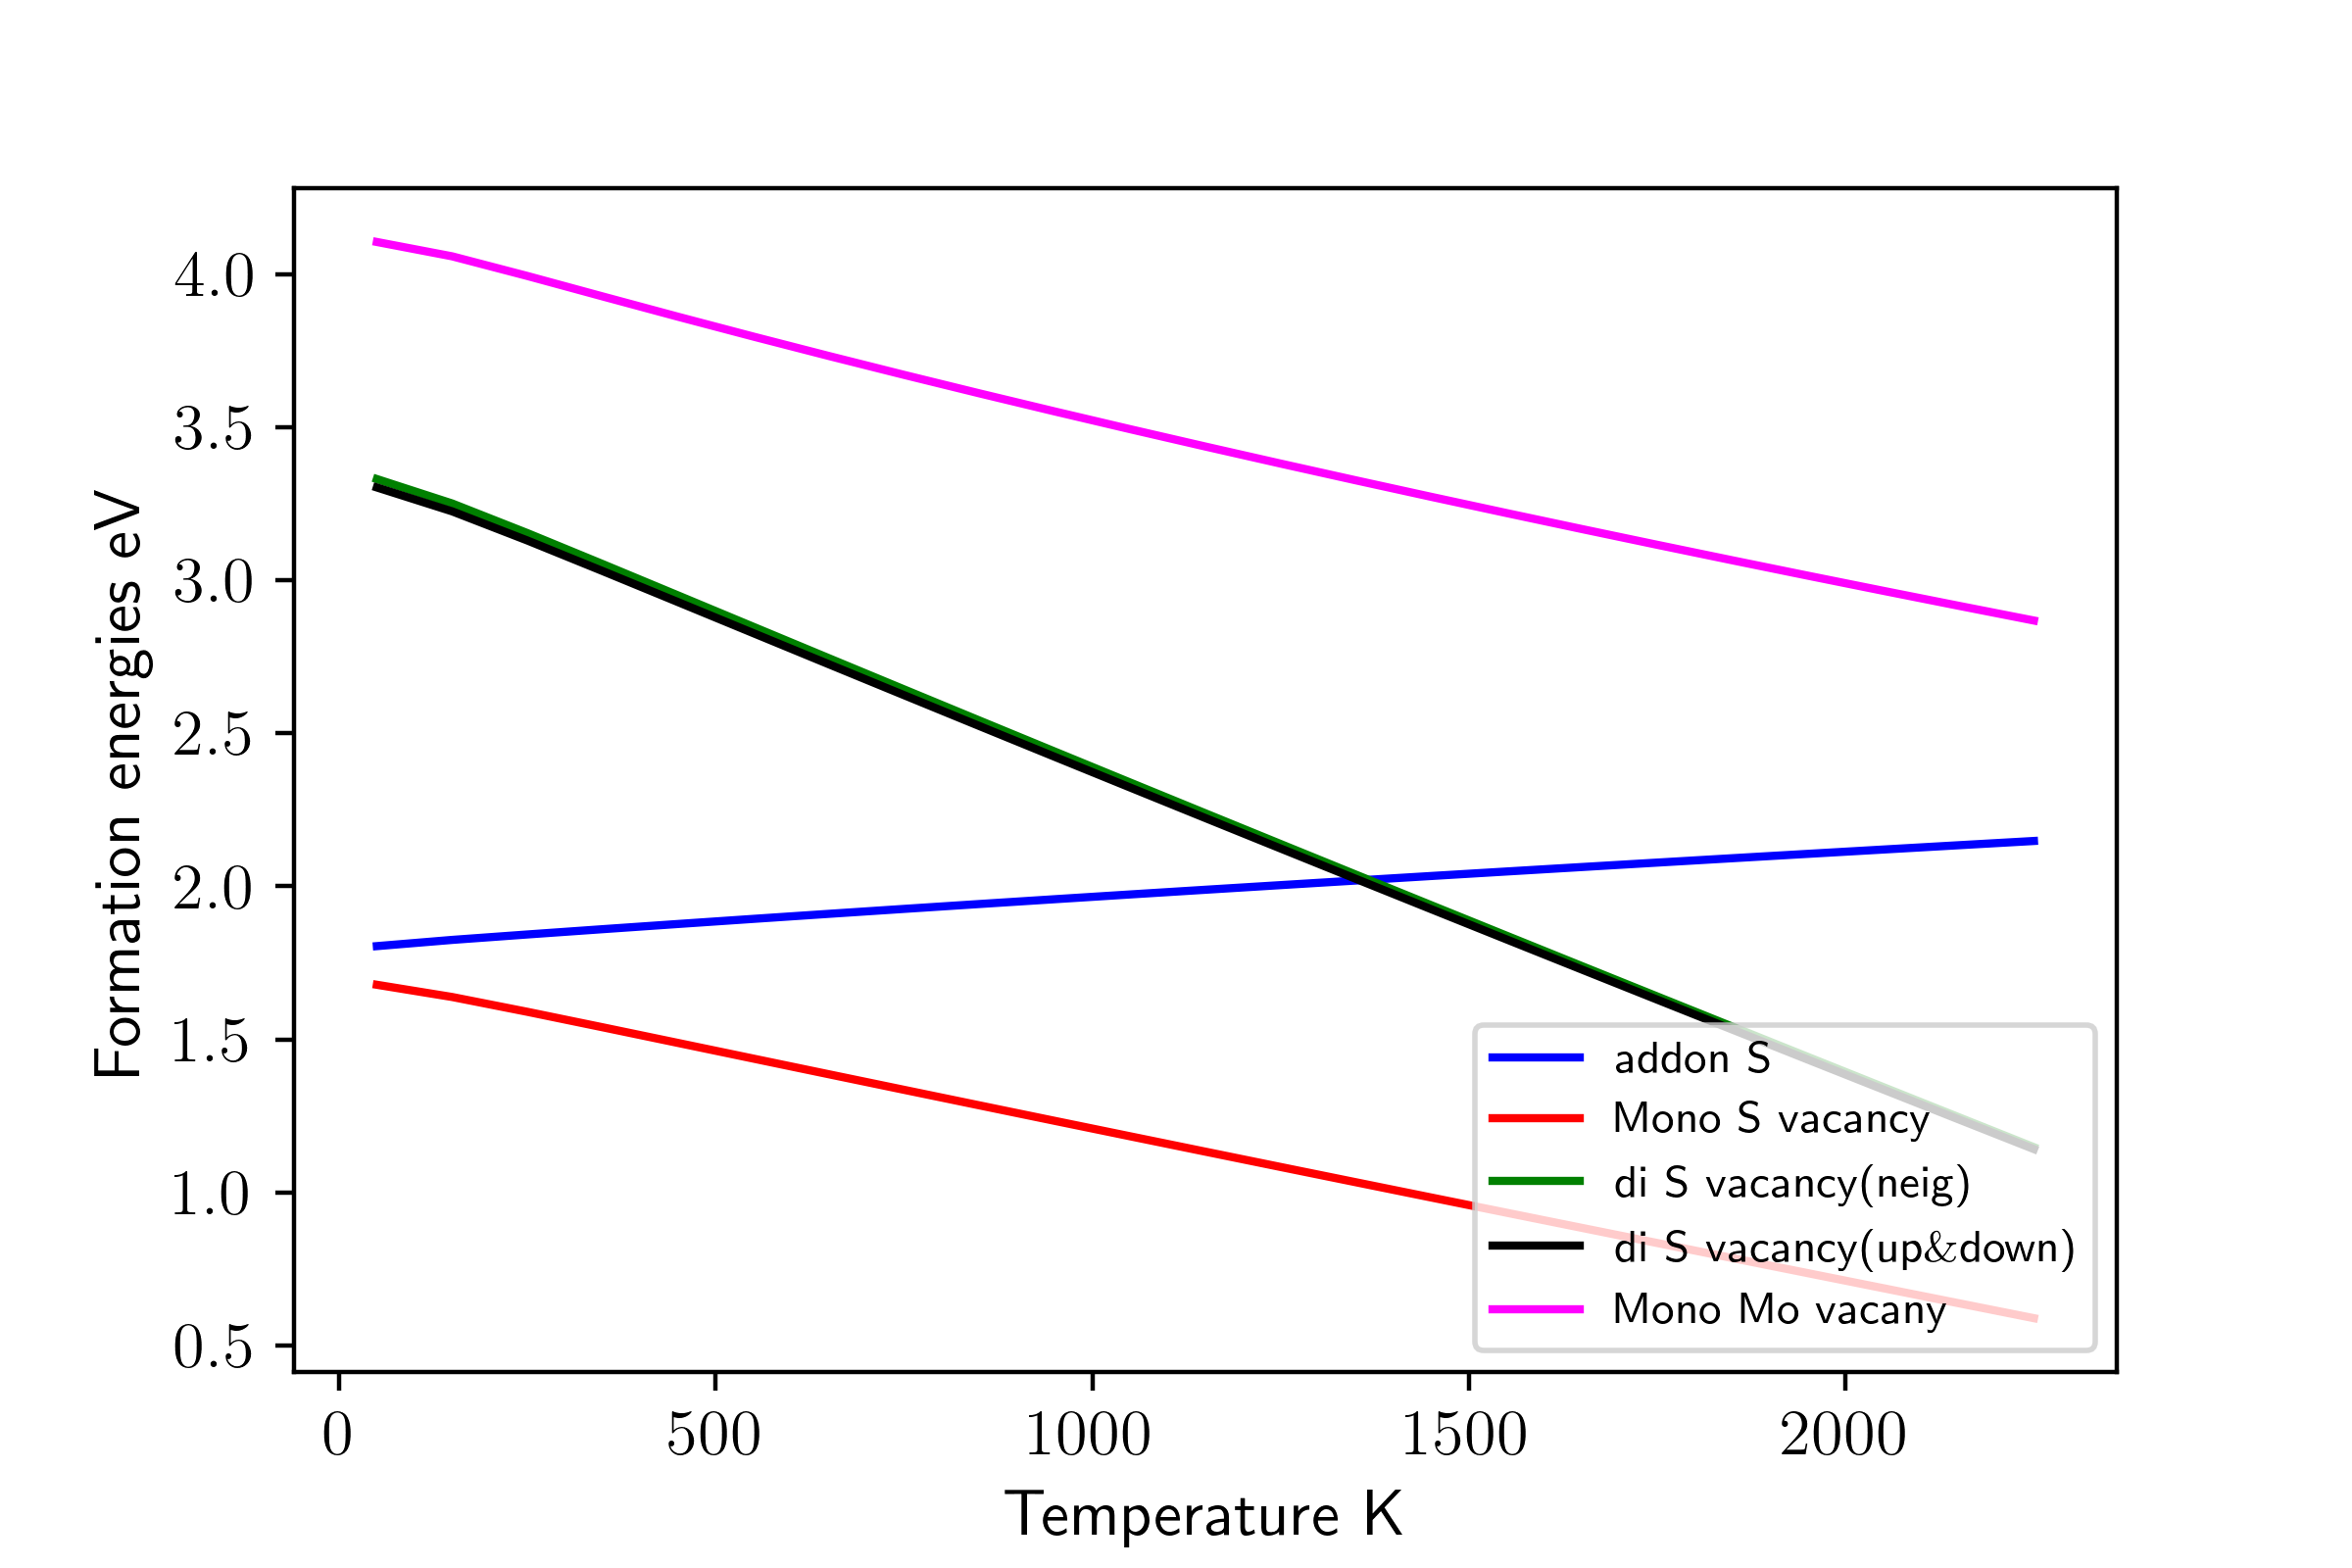 Formation energies eV
4.0
3.5
3.0
2.5
2.0
1.5
1.0
0.5
0 500 1000 1500 2000
Temperature K
addon S
Mono S vacancy
di S vacancy(neig)
di S vacancy(up&down)
Mono Mo vacany